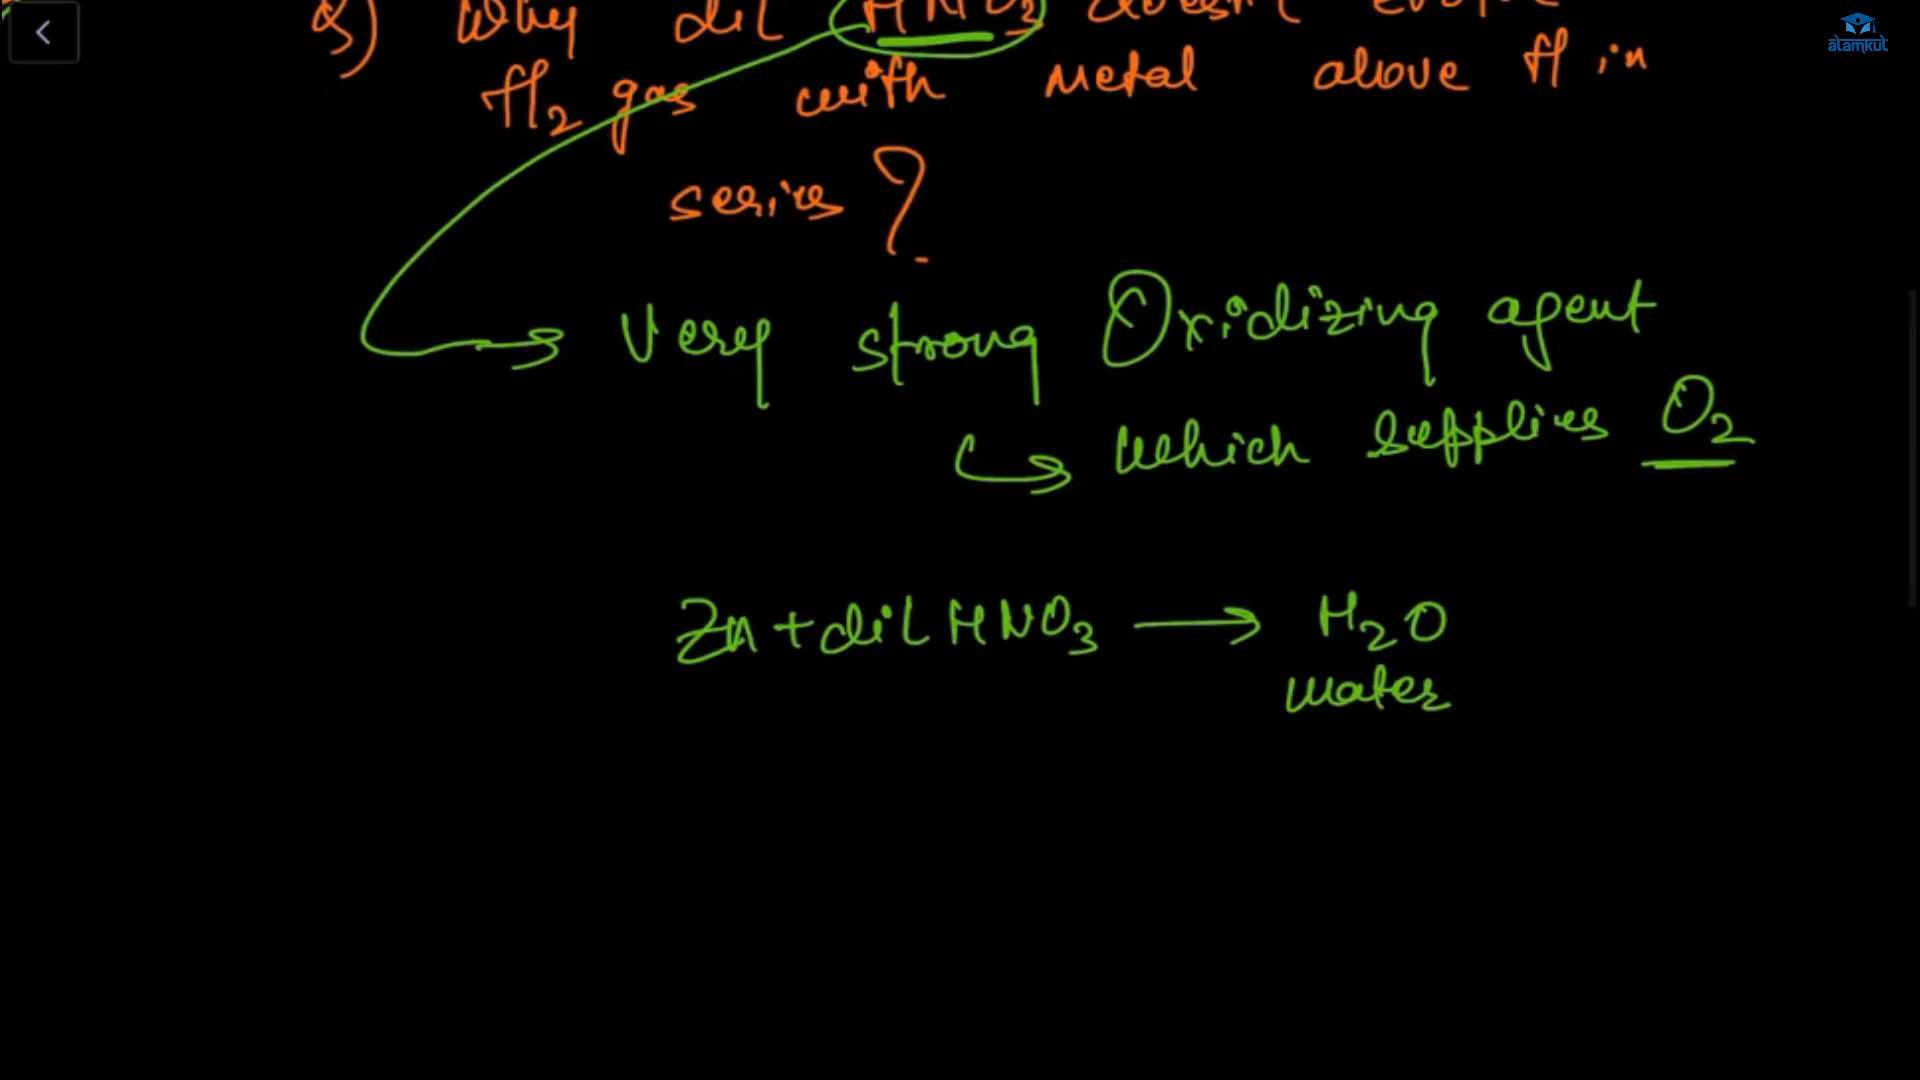 Q) Why dil HNO3 doesn't evolve
H2 gas with metal above H in
series ?
Very strong Oxidizing agent
which supplies O2
Zn + dil HNO3 → H2O
water
alamkut